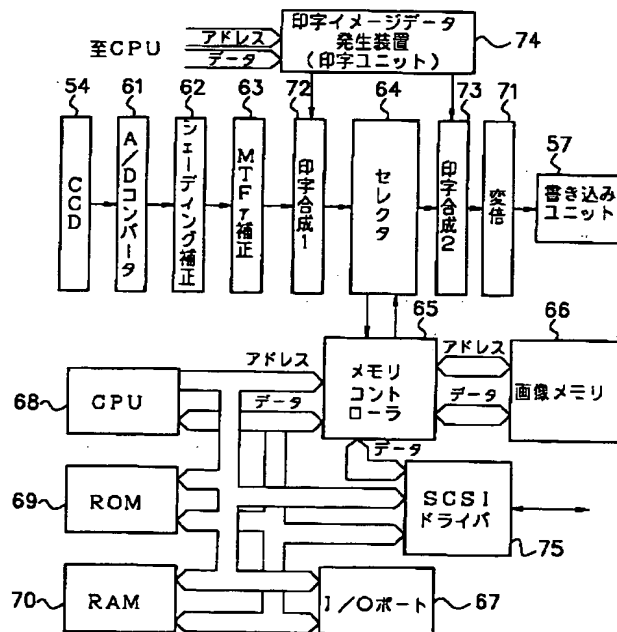 印字イメージデータ
発生装置
(印字ユニット)
74
至CPU
アドレス
データ
54
61
62
63
72
64
73
71
57
CCD
A/Dコンバータ
シェーディング補正
MTFγ補正
印字合成1
セレクタ
印字合成2
変倍
書き込み
ユニット
65
66
アドレス
データ
メモリ
コント
ローラ
アドレス
データ
画像メモリ
68
CPU
データ
69
ROM
SCSI
ドライバ
75
70
RAM
I/Oポート
67